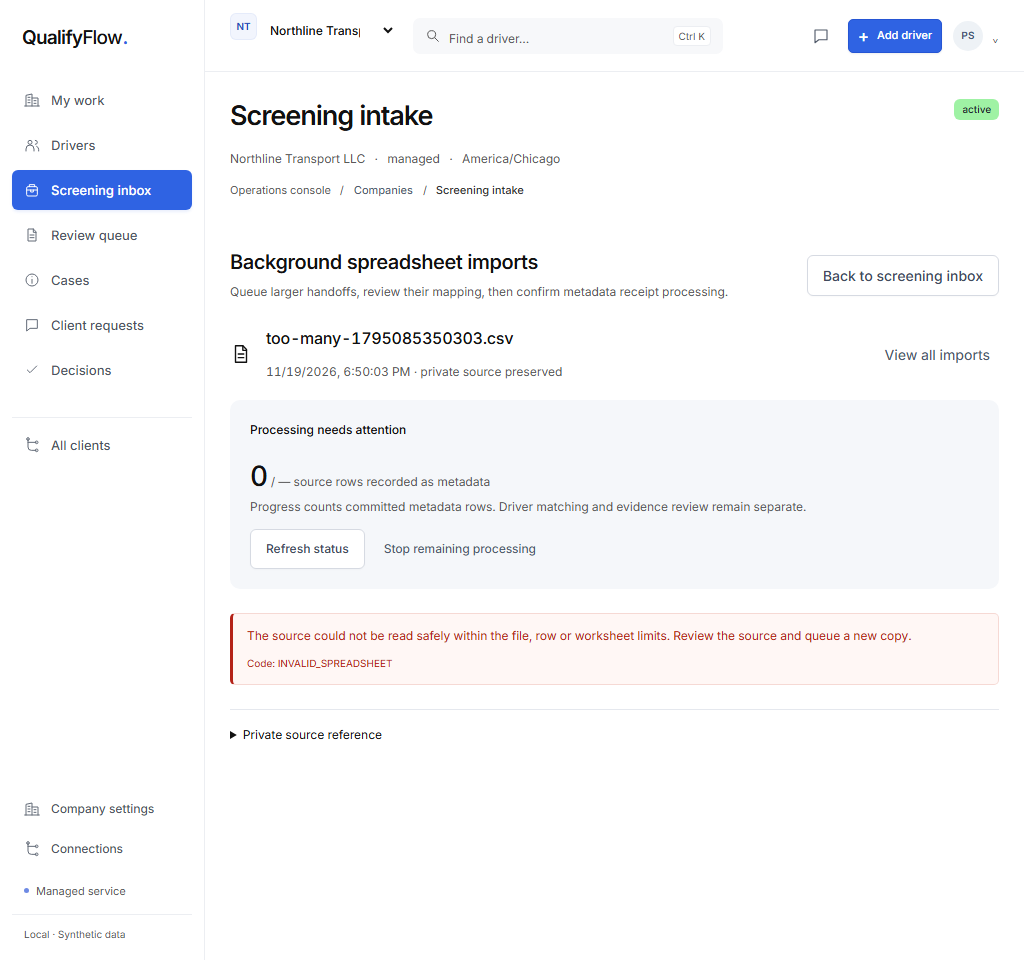 QualifyFlow.
NT
Northline Trans
Find a driver...
Ctrl K
+ Add driver
PS
My work
Drivers
Screening inbox
Review queue
Cases
Client requests
Decisions
All clients
Company settings
Connections
Managed service
Local · Synthetic data
Screening intake
active
Northline Transport LLC · managed · America/Chicago
Operations console / Companies / Screening intake
Background spreadsheet imports
Queue larger handoffs, review their mapping, then confirm metadata receipt processing.
Back to screening inbox
too-many-1795085350303.csv
11/19/2026, 6:50:03 PM · private source preserved
View all imports
Processing needs attention
0 / — source rows recorded as metadata
Progress counts committed metadata rows. Driver matching and evidence review remain separate.
Refresh status
Stop remaining processing
The source could not be read safely within the file, row or worksheet limits. Review the source and queue a new copy.
Code: INVALID_SPREADSHEET
Private source reference